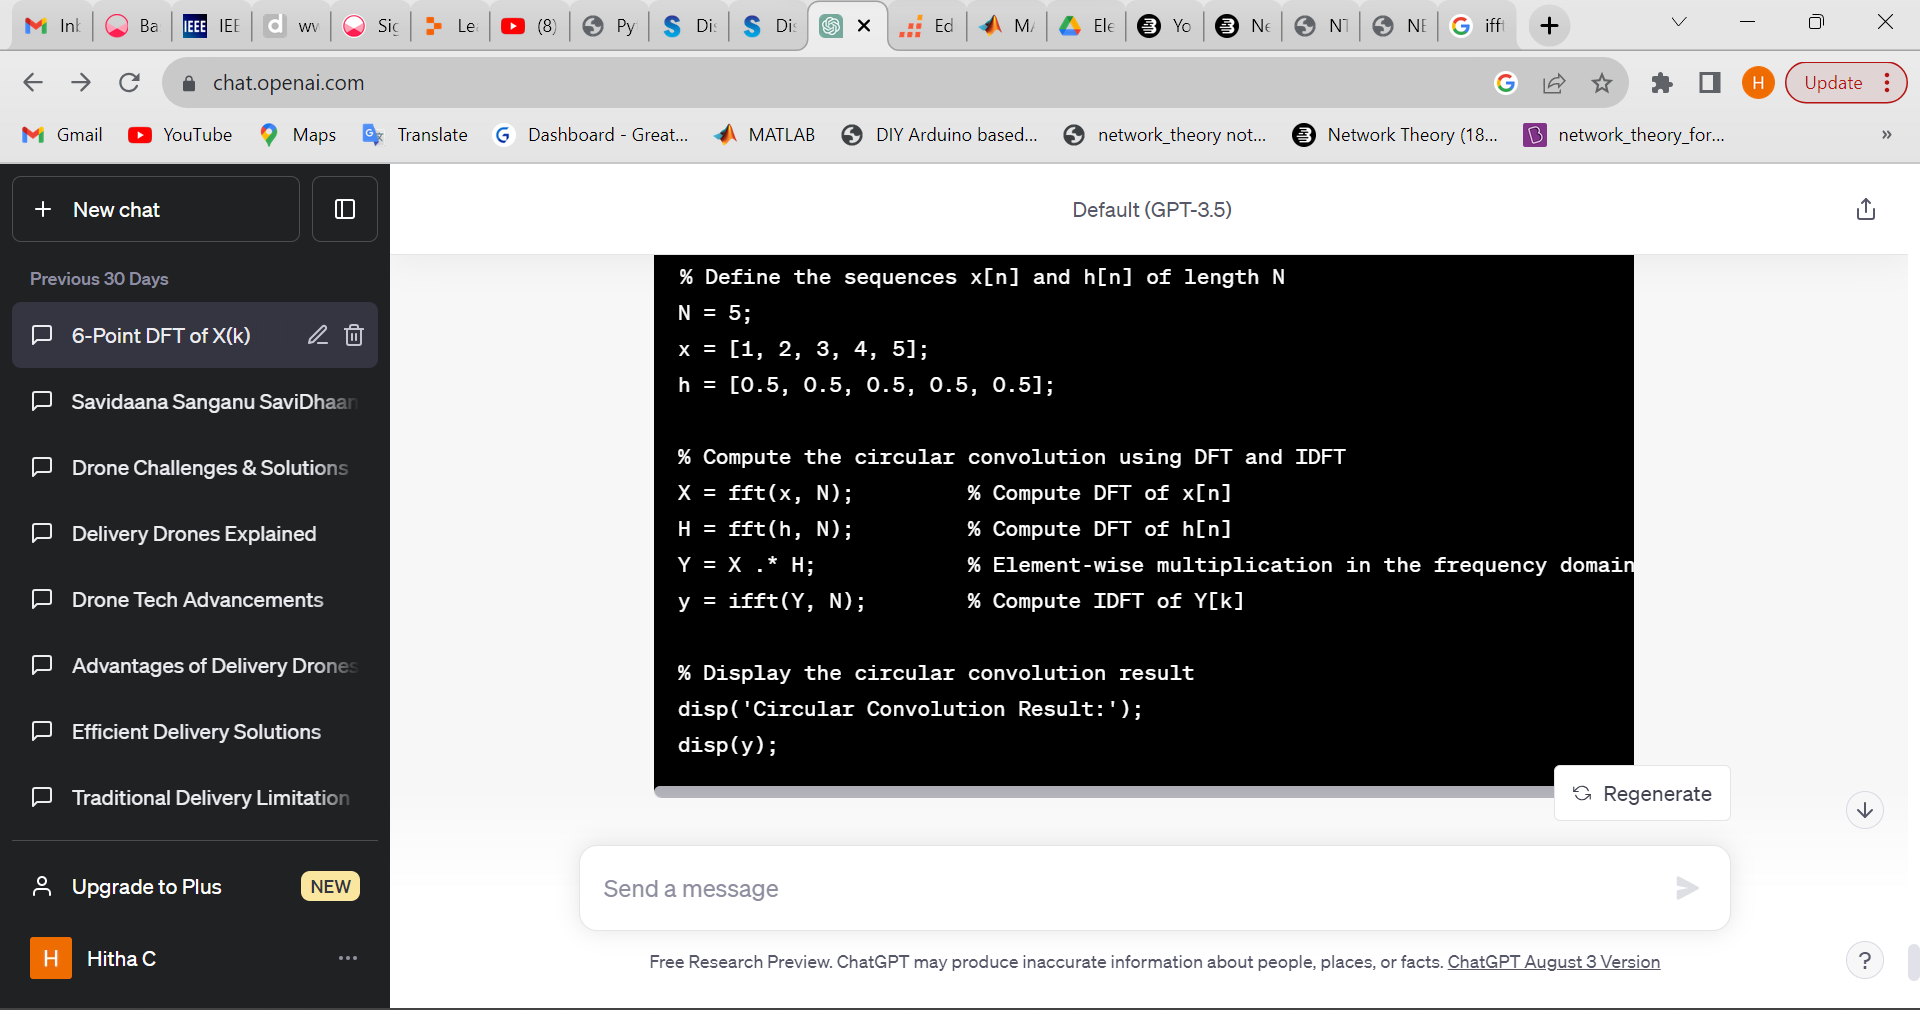 Inb
Ba
IEEE
IEE
d
wv
Sig
Le
(8)
Py
Dis
Dis
Ed
MA
Ele
Yo
Ne
NT
NE
ifft
chat.openai.com
H
Update
Gmail
YouTube
Maps
Translate
Dashboard - Great...
MATLAB
DIY Arduino based...
network_theory not...
Network Theory (18...
network_theory_for...
»
New chat
Default (GPT-3.5)
Previous 30 Days
6-Point DFT of X(k)
Savidaana Sanganu SaviDhaan
Drone Challenges & Solutions
Delivery Drones Explained
Drone Tech Advancements
Advantages of Delivery Drones
Efficient Delivery Solutions
Traditional Delivery Limitation
Upgrade to Plus
NEW
H
Hitha C
% Define the sequences x[n] and h[n] of length N
N = 5;
x = [1, 2, 3, 4, 5];
h = [0.5, 0.5, 0.5, 0.5, 0.5];
% Compute the circular convolution using DFT and IDFT
X = fft(x, N); % Compute DFT of x[n]
H = fft(h, N); % Compute DFT of h[n]
Y = X .* H; % Element-wise multiplication in the frequency domain
y = ifft(Y, N); % Compute IDFT of Y[k]
% Display the circular convolution result
disp('Circular Convolution Result:');
disp(y);
Regenerate
Send a message
Free Research Preview. ChatGPT may produce inaccurate information about people, places, or facts. ChatGPT August 3 Version
?